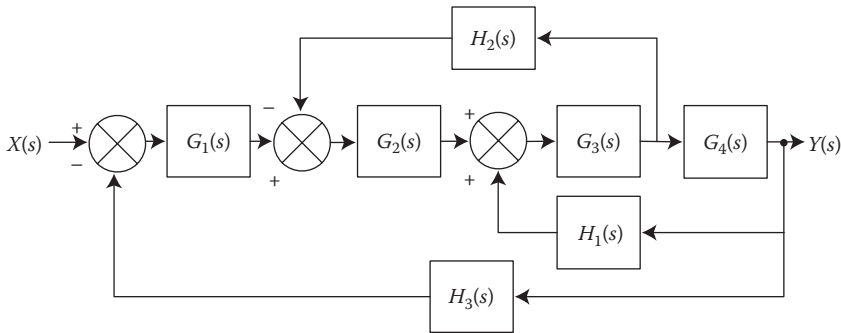 H₂(s)
X(s) + − G₁(s) − + G₂(s) + + G₃(s) G₄(s) Y(s)
H₁(s)
H₃(s)